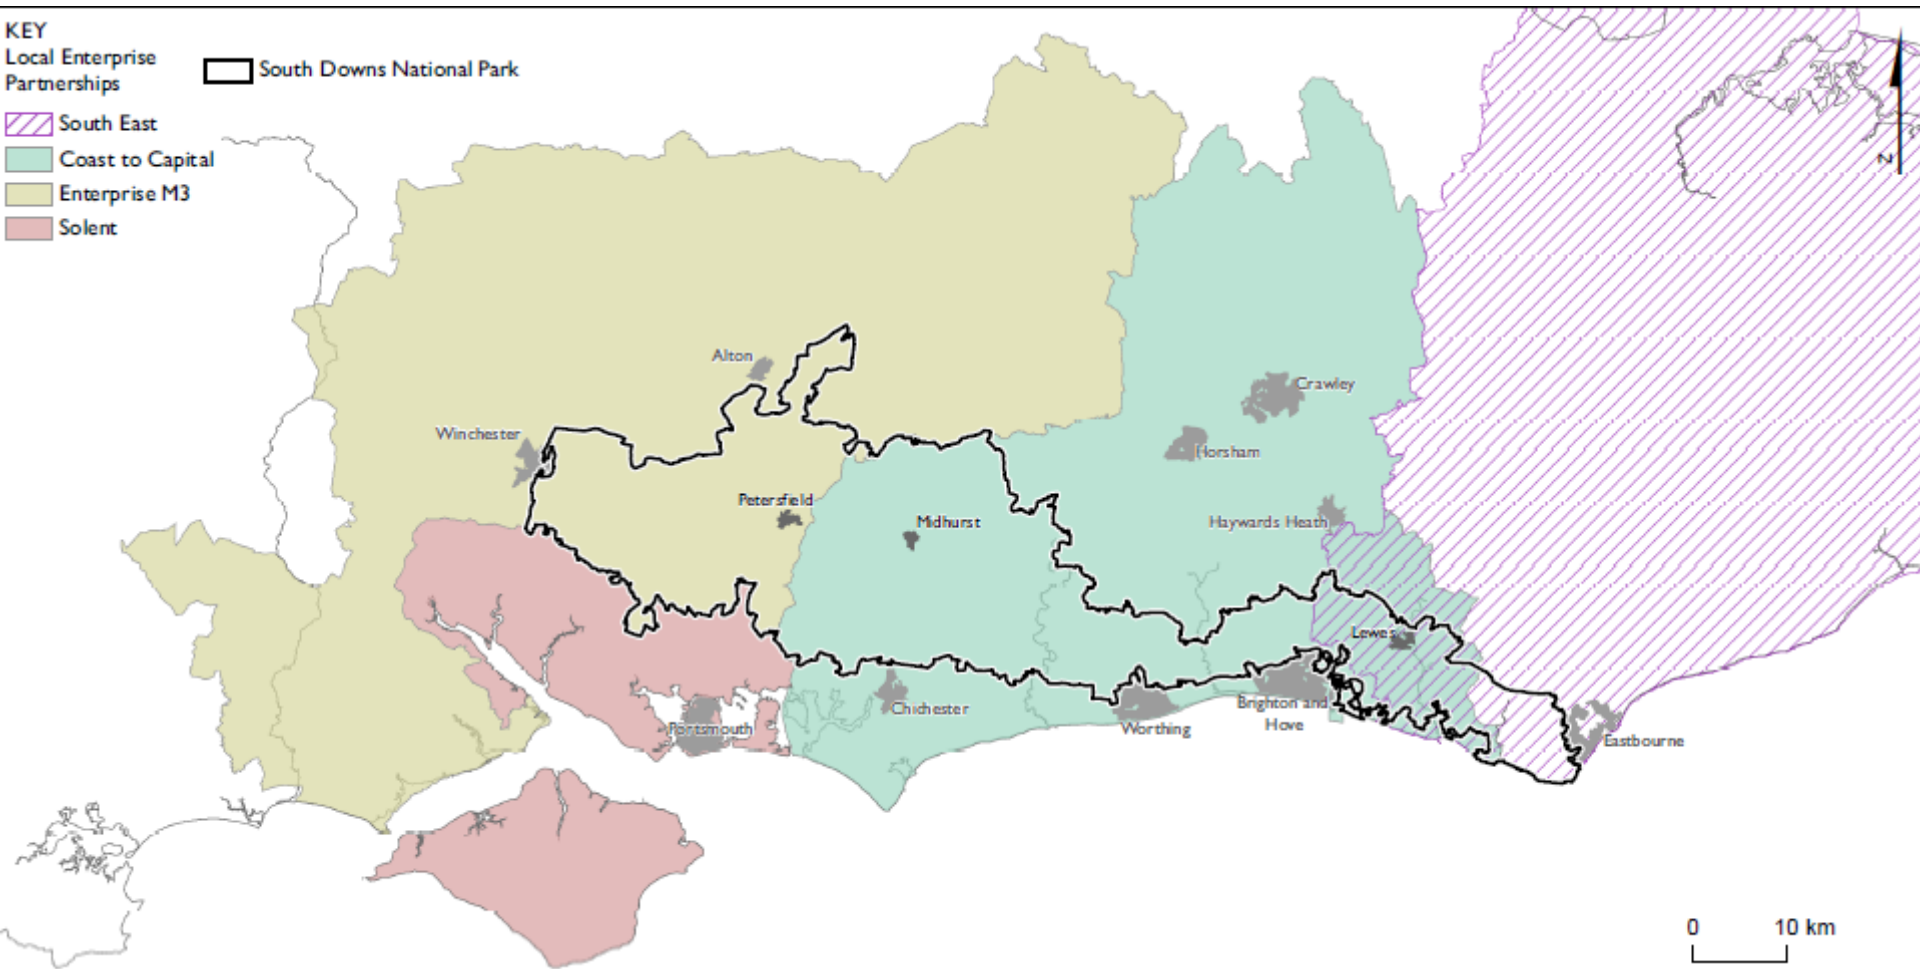 KEY
Local Enterprise
Partnerships
South Downs National Park
South East
Coast to Capital
Enterprise M3
Solent
N
Alton
Crawley
Winchester
Horsham
Petersfield
Midhurst
Haywards Heath
Lewes
Chichester
Portsmouth
Worthing
Brighton and
Hove
Eastbourne
0 10 km